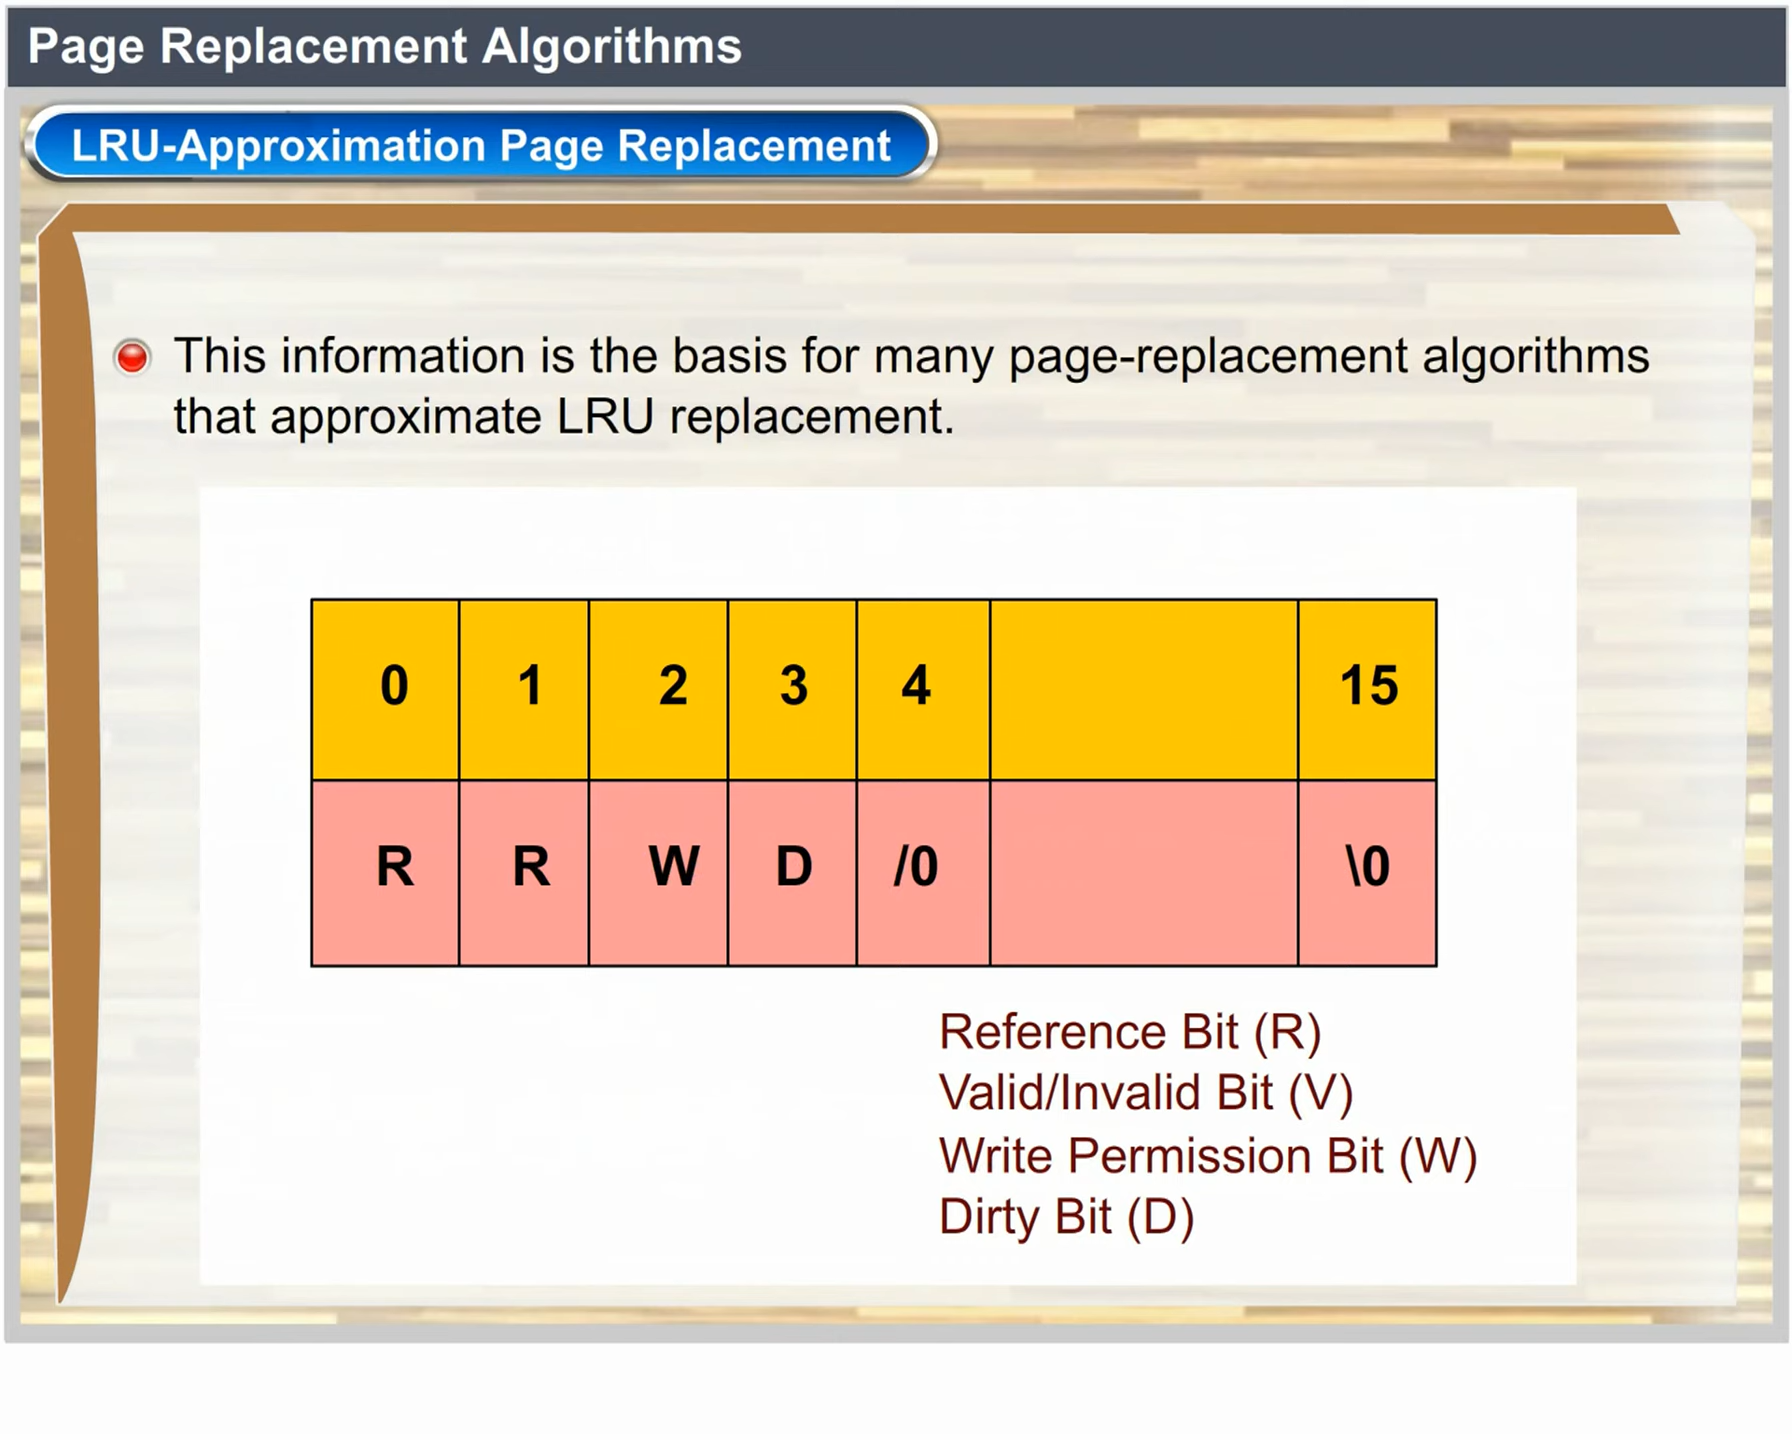 Page Replacement Algorithms
LRU-Approximation Page Replacement
This information is the basis for many page-replacement algorithms
that approximate LRU replacement.
0 1 2 3 4 15
R R W D /0 \0
Reference Bit (R)
Valid/Invalid Bit (V)
Write Permission Bit (W)
Dirty Bit (D)